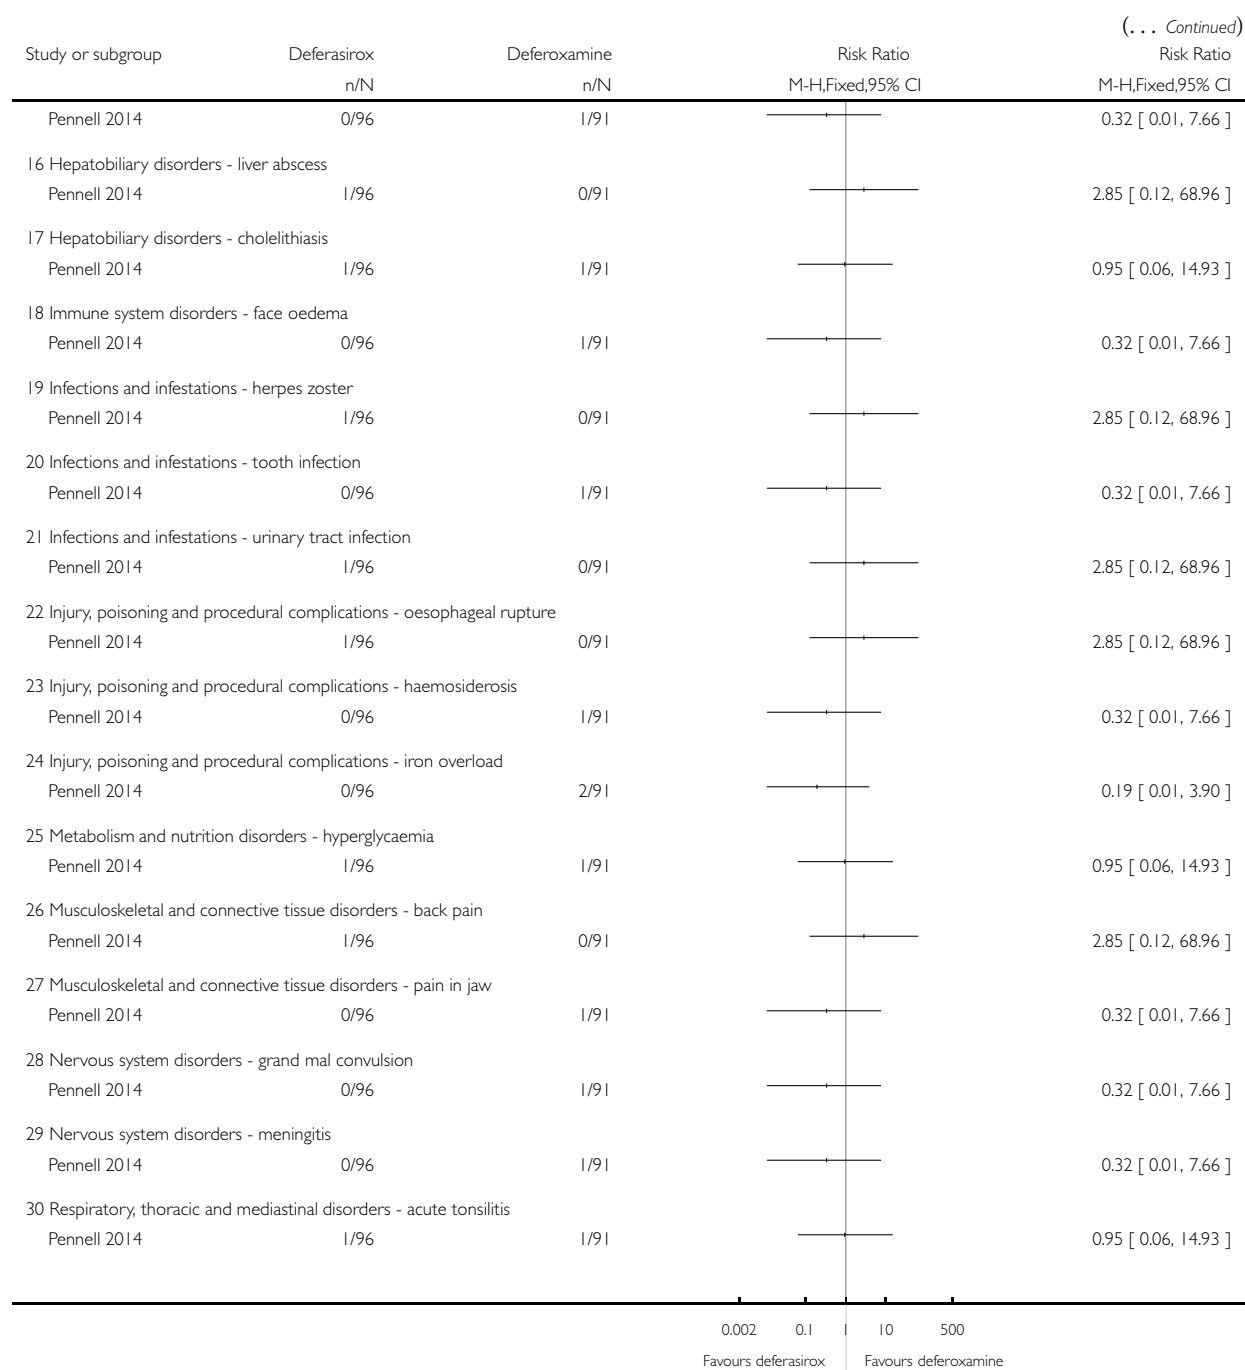 (... Continued)
Study or subgroup Deferasirox Deferoxamine Risk Ratio Risk Ratio
n/N n/N M-H,Fixed,95% CI M-H,Fixed,95% CI
Pennell 2014 0/96 1/91 0.32 [ 0.01, 7.66 ]
16 Hepatobiliary disorders - liver abscess
Pennell 2014 1/96 0/91 2.85 [ 0.12, 68.96 ]
17 Hepatobiliary disorders - cholelithiasis
Pennell 2014 1/96 1/91 0.95 [ 0.06, 14.93 ]
18 Immune system disorders - face oedema
Pennell 2014 0/96 1/91 0.32 [ 0.01, 7.66 ]
19 Infections and infestations - herpes zoster
Pennell 2014 1/96 0/91 2.85 [ 0.12, 68.96 ]
20 Infections and infestations - tooth infection
Pennell 2014 0/96 1/91 0.32 [ 0.01, 7.66 ]
21 Infections and infestations - urinary tract infection
Pennell 2014 1/96 0/91 2.85 [ 0.12, 68.96 ]
22 Injury, poisoning and procedural complications - oesophageal rupture
Pennell 2014 1/96 0/91 2.85 [ 0.12, 68.96 ]
23 Injury, poisoning and procedural complications - haemosiderosis
Pennell 2014 0/96 1/91 0.32 [ 0.01, 7.66 ]
24 Injury, poisoning and procedural complications - iron overload
Pennell 2014 0/96 2/91 0.19 [ 0.01, 3.90 ]
25 Metabolism and nutrition disorders - hyperglycaemia
Pennell 2014 1/96 1/91 0.95 [ 0.06, 14.93 ]
26 Musculoskeletal and connective tissue disorders - back pain
Pennell 2014 1/96 0/91 2.85 [ 0.12, 68.96 ]
27 Musculoskeletal and connective tissue disorders - pain in jaw
Pennell 2014 0/96 1/91 0.32 [ 0.01, 7.66 ]
28 Nervous system disorders - grand mal convulsion
Pennell 2014 0/96 1/91 0.32 [ 0.01, 7.66 ]
29 Nervous system disorders - meningitis
Pennell 2014 0/96 1/91 0.32 [ 0.01, 7.66 ]
30 Respiratory, thoracic and mediastinal disorders - acute tonsilitis
Pennell 2014 1/96 1/91 0.95 [ 0.06, 14.93 ]
0.002 0.1 1 10 500
Favours deferasirox Favours deferoxamine